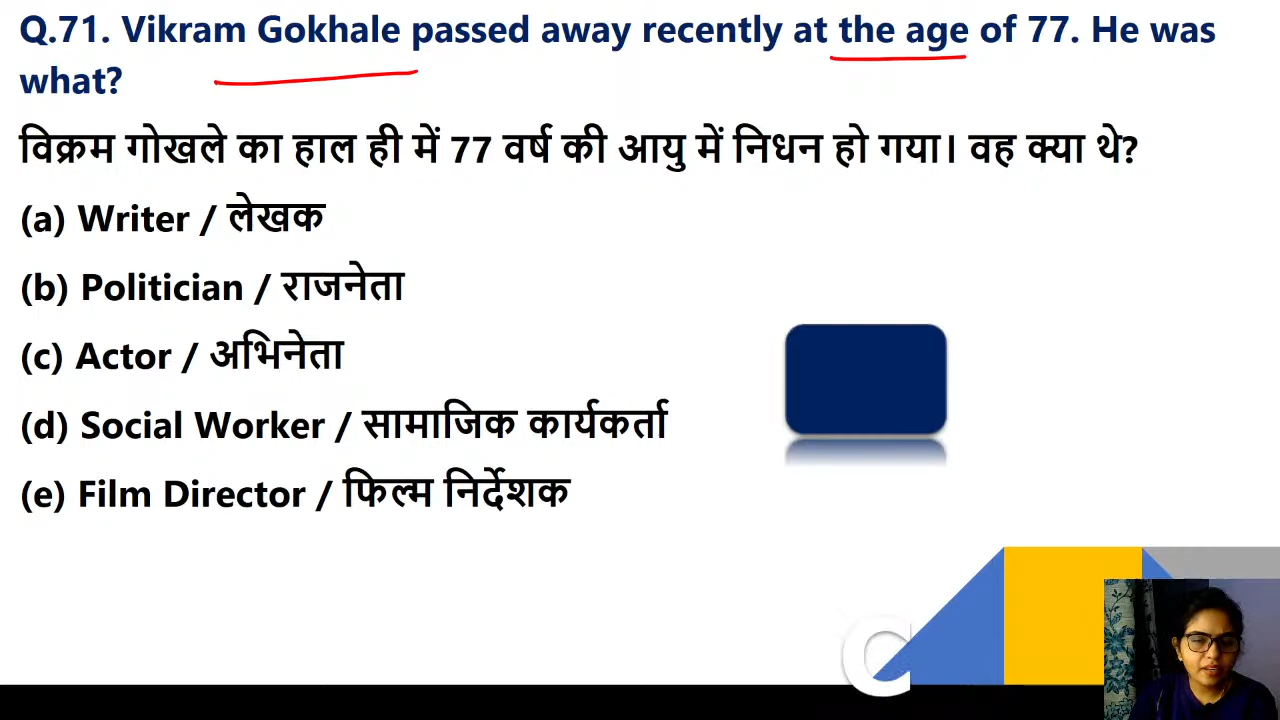 Q.71. Vikram Gokhale passed away recently at the age of 77. He was
what?
विक्रम गोखले का हाल ही में 77 वर्ष की आयु में निधन हो गया। वह क्या थे?
(a) Writer / लेखक
(b) Politician / राजनेता
(c) Actor / अभिनेता
(d) Social Worker / सामाजिक कार्यकर्ता
(e) Film Director / फिल्म निर्देशक
C